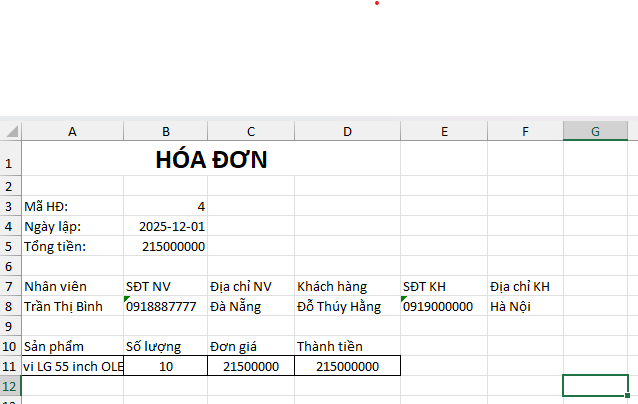 A B C D E F G
1 HÓA ĐƠN
2
3 Mã HĐ: 4
4 Ngày lập: 2025-12-01
5 Tổng tiền: 215000000
6
7 Nhân viên SĐT NV Địa chỉ NV Khách hàng SĐT KH Địa chỉ KH
8 Trần Thị Bình 0918887777 Đà Nẵng Đỗ Thúy Hằng 0919000000 Hà Nội
9
10 Sản phẩm Số lượng Đơn giá Thành tiền
11 vi LG 55 inch OLE 10 21500000 215000000
12